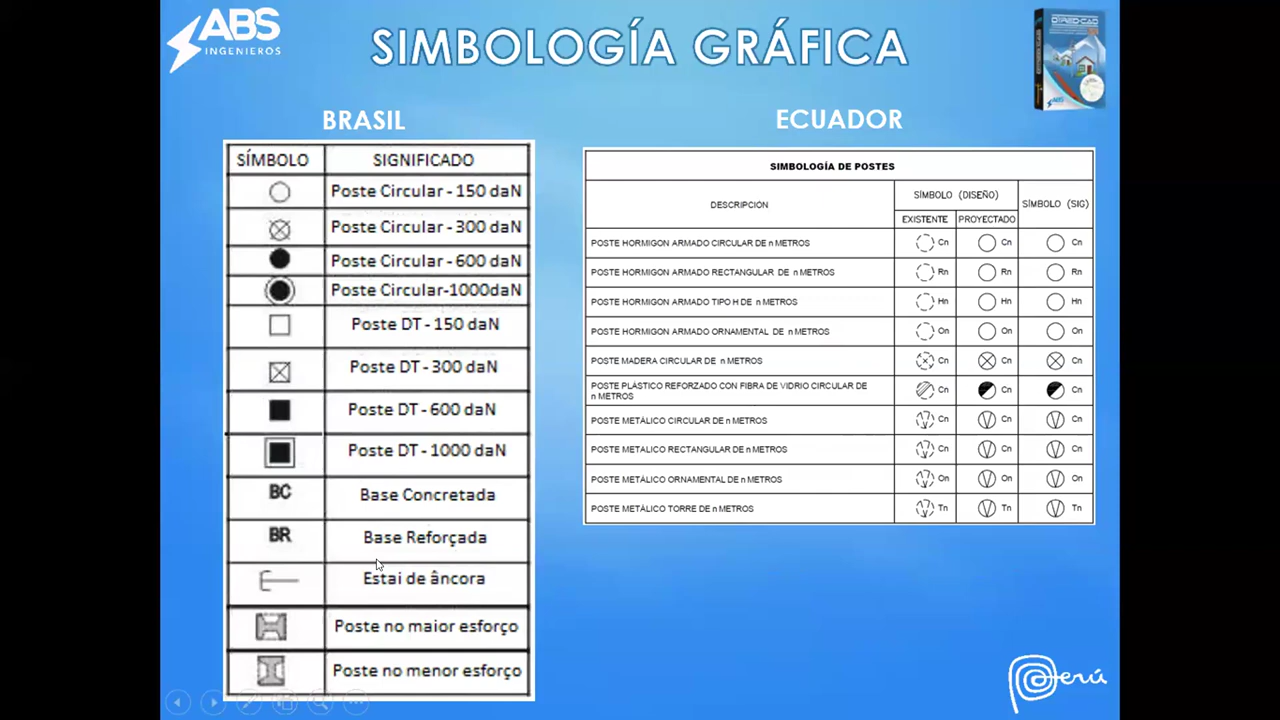 ABS
INGENIEROS
SIMBOLOGÍA GRÁFICA
DIRED-CAD
ABS
BRASIL
SÍMBOLO SIGNIFICADO
Poste Circular - 150 daN
Poste Circular - 300 daN
Poste Circular - 600 daN
Poste Circular-1000daN
Poste DT - 150 daN
Poste DT - 300 daN
Poste DT - 600 daN
Poste DT - 1000 daN
BC Base Concretada
BR Base Reforçada
Estai de âncora
Poste no maior esforço
Poste no menor esforço
ECUADOR
SIMBOLOGÍA DE POSTES
DESCRIPCIÓN SÍMBOLO (DISEÑO) SÍMBOLO (SIG)
EXISTENTE PROYECTADO
POSTE HORMIGON ARMADO CIRCULAR DE n METROS Cn Cn Cn
POSTE HORMIGON ARMADO RECTANGULAR DE n METROS Rn Rn Rn
POSTE HORMIGON ARMADO TIPO H DE n METROS Hn Hn Hn
POSTE HORMIGON ARMADO ORNAMENTAL DE n METROS On On On
POSTE MADERA CIRCULAR DE n METROS Cn Cn Cn
POSTE PLÁSTICO REFORZADO CON FIBRA DE VIDRIO CIRCULAR DE
n METROS Cn Cn Cn
POSTE METÁLICO CIRCULAR DE n METROS Cn Cn Cn
POSTE METALICO RECTANGULAR DE n METROS Cn Cn Cn
POSTE METÁLICO ORNAMENTAL DE n METROS On On On
POSTE METÁLICO TORRE DE n METROS Tn Tn Tn
Perú